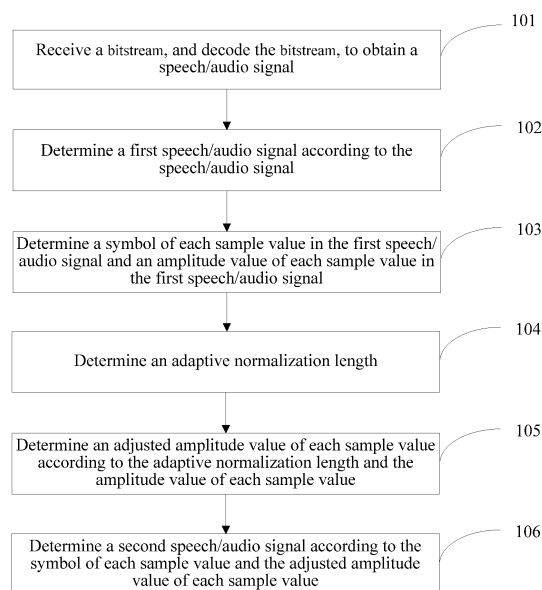 101
Receive a bitstream, and decode the bitstream, to obtain a
speech/audio signal
102
Determine a first speech/audio signal according to the
speech/audio signal
103
Determine a symbol of each sample value in the first speech/
audio signal and an amplitude value of each sample value in
the first speech/audio signal
104
Determine an adaptive normalization length
105
Determine an adjusted amplitude value of each sample value
according to the adaptive normalization length and the
amplitude value of each sample value
106
Determine a second speech/audio signal according to the
symbol of each sample value and the adjusted amplitude
value of each sample value